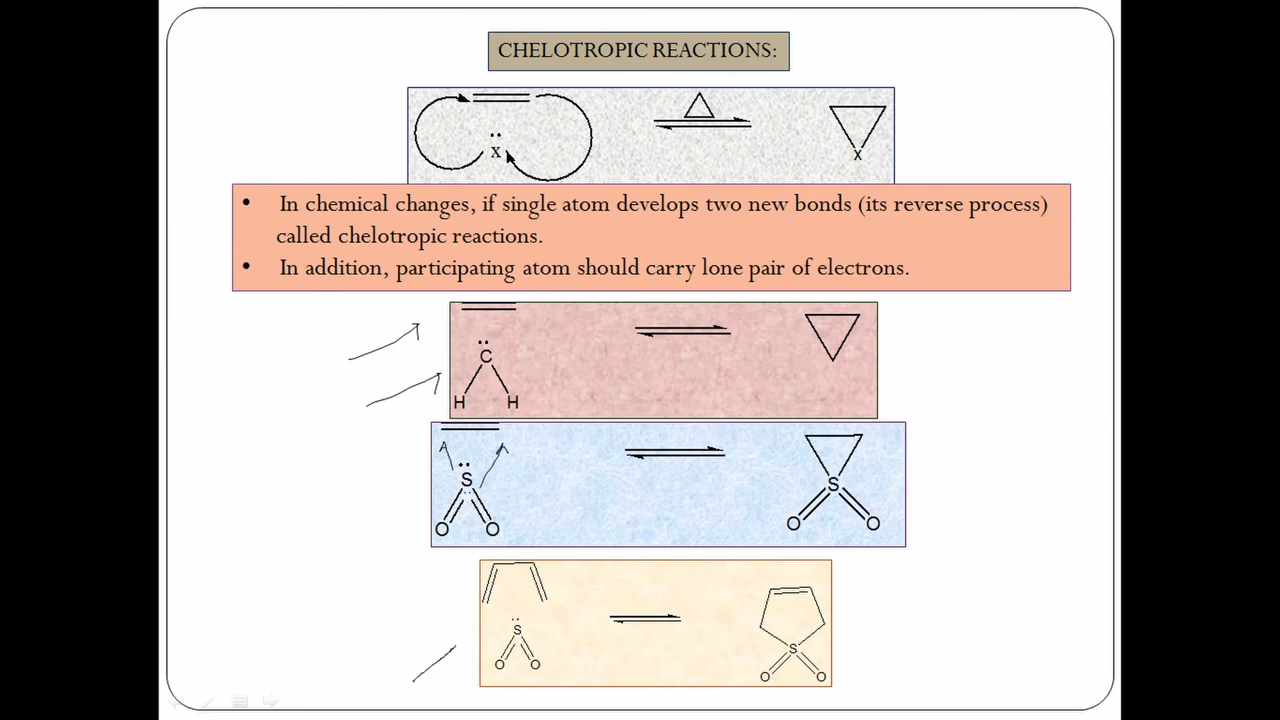 CHELOTROPIC REACTIONS:
X
X
• In chemical changes, if single atom develops two new bonds (its reverse process)
called chelotropic reactions.
• In addition, participating atom should carry lone pair of electrons.
C
H H
S
O O
S
O O
S
O O
S
O O